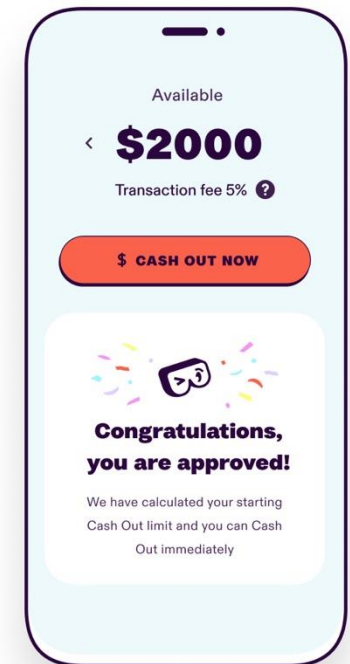 Available
$2000
Transaction fee 5% ?
$ CASH OUT NOW
Congratulations,
you are approved!
We have calculated your starting
Cash Out limit and you can Cash
Out immediately